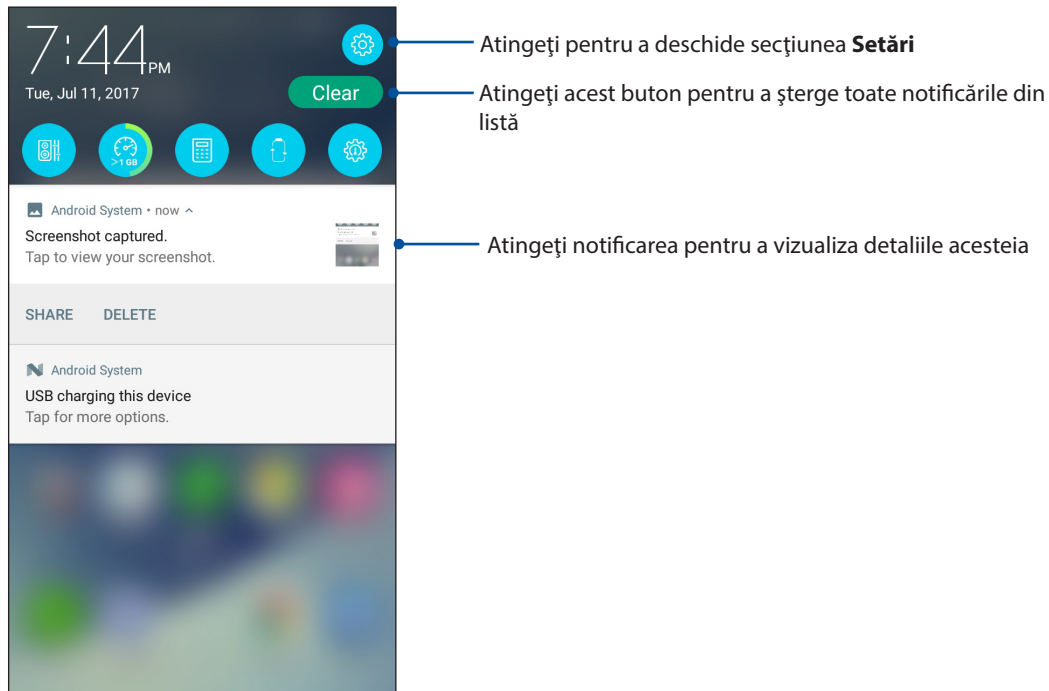 7:44 PM
Atingeţi pentru a deschide secţiunea Setări
Tue, Jul 11, 2017
Clear
Atingeţi acest buton pentru a şterge toate notificările din
listă
>1 GB
Android System • now
Screenshot captured.
Tap to view your screenshot.
Atingeţi notificarea pentru a vizualiza detaliile acesteia
SHARE DELETE
Android System
USB charging this device
Tap for more options.